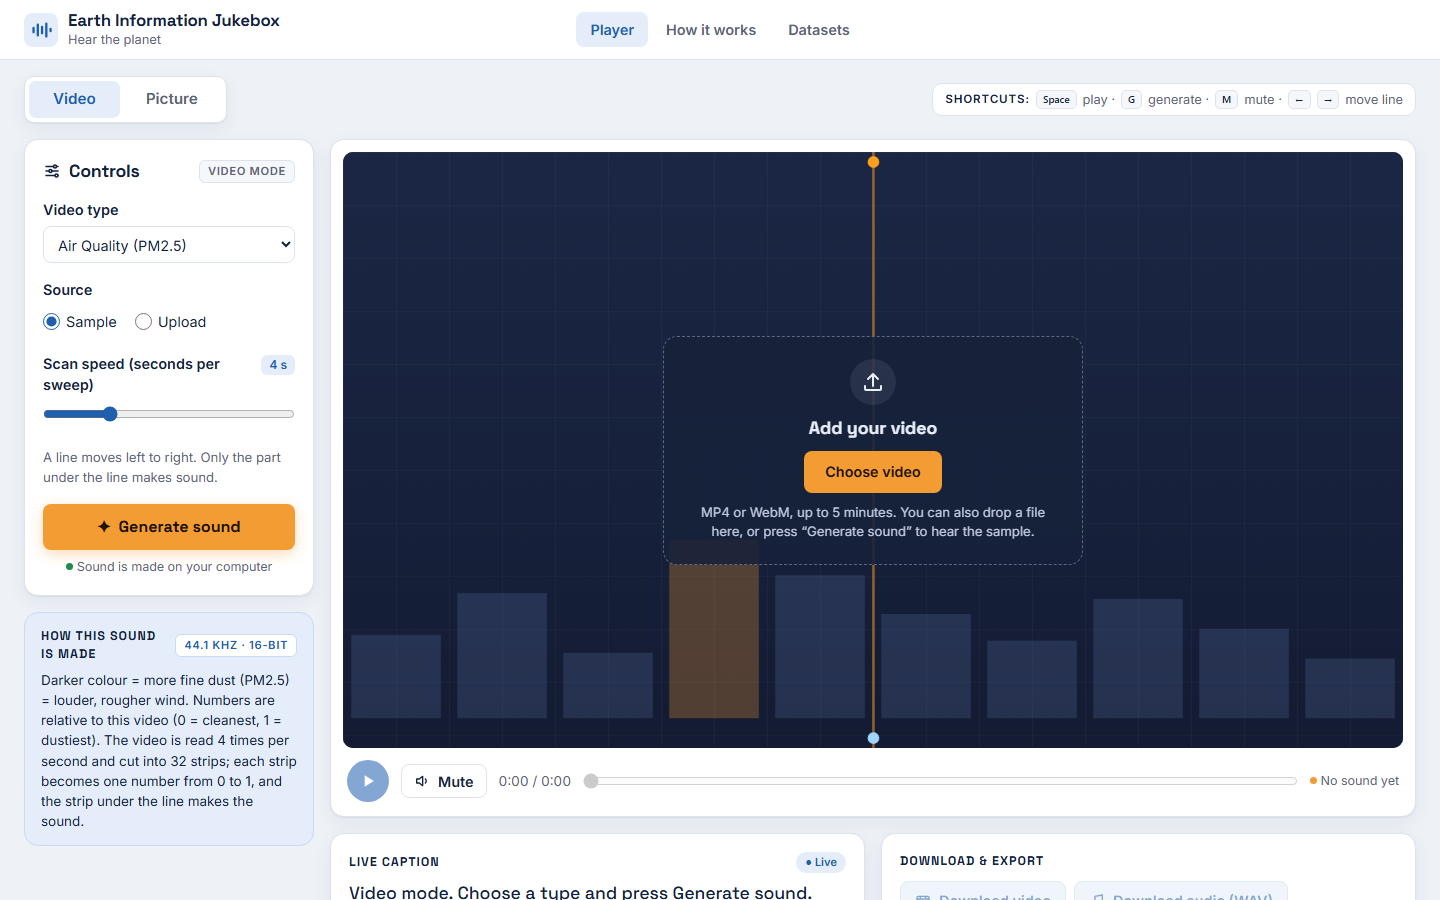 Earth Information Jukebox
Hear the planet
Player
How it works
Datasets
Video
Picture
SHORTCUTS: Space play · G generate · M mute · ← → move line
Controls
VIDEO MODE
Video type
Air Quality (PM2.5)
Source
Sample
Upload
Scan speed (seconds per
sweep)
4 s
A line moves left to right. Only the part
under the line makes sound.
✦ Generate sound
Sound is made on your computer
HOW THIS SOUND
IS MADE
44.1 KHZ · 16-BIT
Darker colour = more fine dust (PM2.5)
= louder, rougher wind. Numbers are
relative to this video (0 = cleanest, 1 =
dustiest). The video is read 4 times per
second and cut into 32 strips; each strip
becomes one number from 0 to 1, and
the strip under the line makes the
sound.
Add your video
Choose video
MP4 or WebM, up to 5 minutes. You can also drop a file
here, or press “Generate sound” to hear the sample.
Mute
0:00 / 0:00
No sound yet
LIVE CAPTION
Live
Video mode. Choose a type and press Generate sound.
DOWNLOAD & EXPORT
Download video
Download audio (WAV)